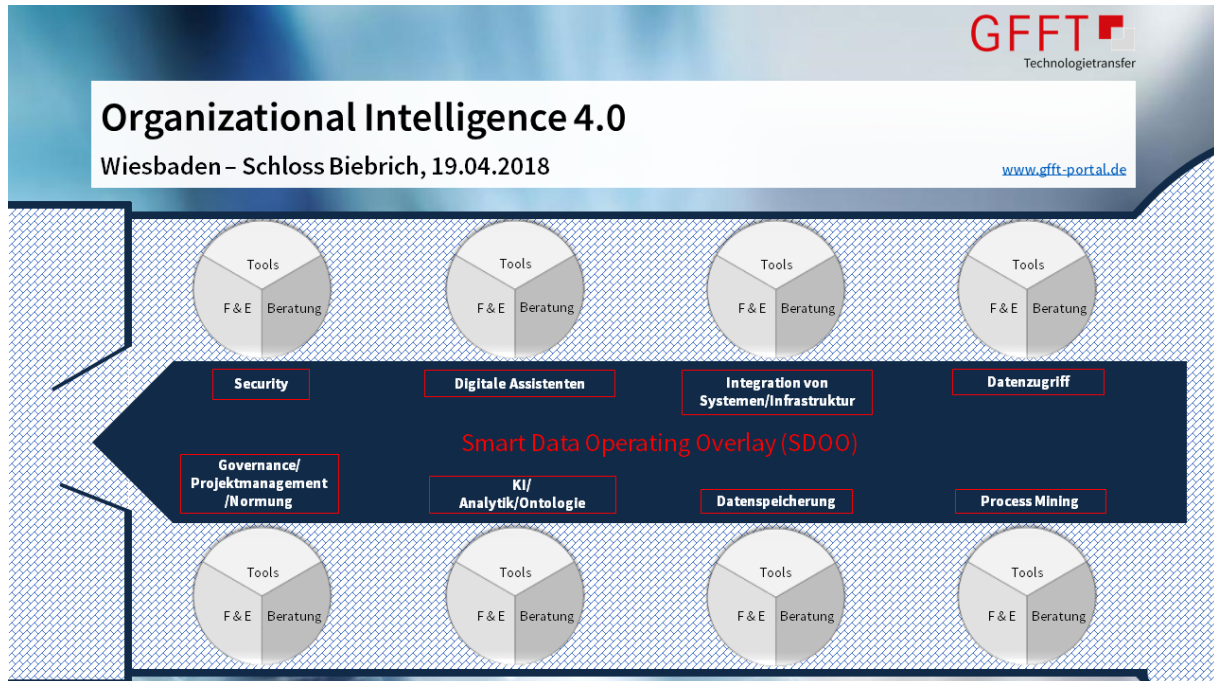 GFFT
Technologietransfer
Organizational Intelligence 4.0
Wiesbaden – Schloss Biebrich, 19.04.2018
www.gfft-portal.de
Tools
F & E
Beratung
Tools
F & E
Beratung
Tools
F & E
Beratung
Tools
F & E
Beratung
Security
Digitale Assistenten
Integration von
Systemen/Infrastruktur
Datenzugriff
Smart Data Operating Overlay (SDOO)
Governance/
Projektmanagement
/Normung
KI/
Analytik/Ontologie
Datenspeicherung
Process Mining
Tools
F & E
Beratung
Tools
F & E
Beratung
Tools
F & E
Beratung
Tools
F & E
Beratung